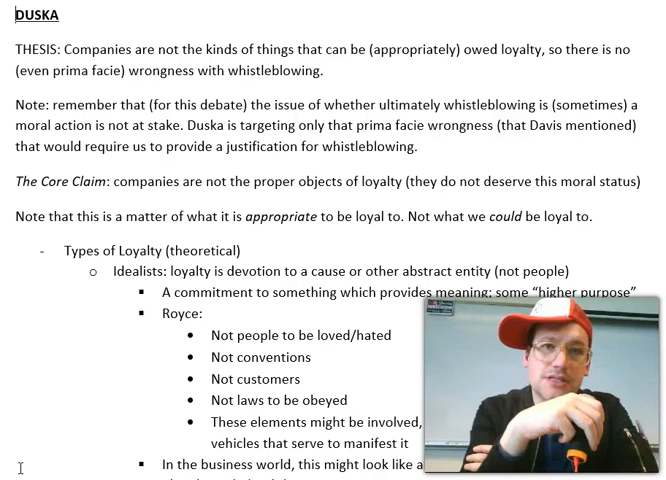 DUSKA
THESIS: Companies are not the kinds of things that can be (appropriately) owed loyalty, so there is no
(even prima facie) wrongness with whistleblowing.
Note: remember that (for this debate) the issue of whether ultimately whistleblowing is (sometimes) a
moral action is not at stake. Duska is targeting only that prima facie wrongness (that Davis mentioned)
that would require us to provide a justification for whistleblowing.
The Core Claim: companies are not the proper objects of loyalty (they do not deserve this moral status)
Note that this is a matter of what it is appropriate to be loyal to. Not what we could be loyal to.
- Types of Loyalty (theoretical)
o Idealists: loyalty is devotion to a cause or other abstract entity (not people)
▪ A commitment to something which provides meaning: some “higher purpose”
▪ Royce:
• Not people to be loved/hated
• Not conventions
• Not customers
• Not laws to be obeyed
• These elements might be involved,
vehicles that serve to manifest it
▪ In the business world, this might look like a